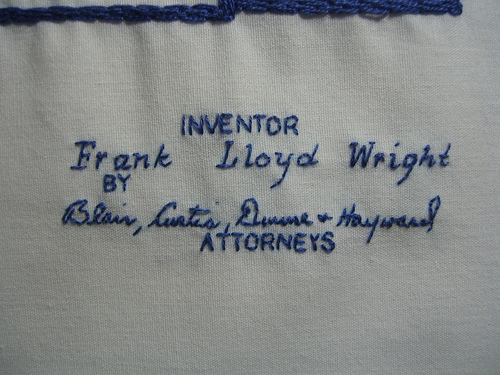 INVENTOR
Frank Lloyd Wright
BY
Blair, Curtis, Dunne + Hayward
ATTORNEYS